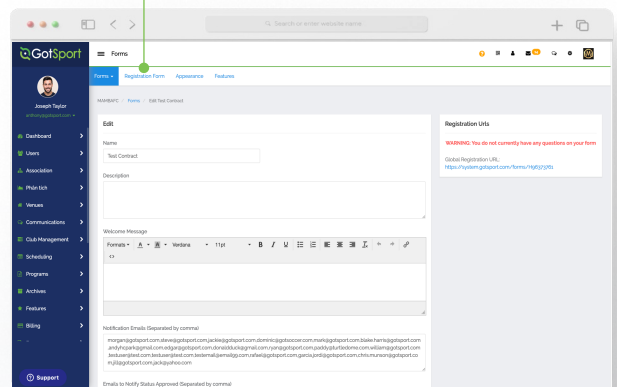 Search or enter website name
GotSport
Forms
Forms
Registration Form
Appearance
Features
Joseph Taylor
MAMBAFC / Forms / Edit Test Contract
Dashboard
Users
Association
Phân tích
Venues
Communications
Club Management
Scheduling
Programs
Archives
Features
Billing
Support
Edit
Name
Test Contract
Description
Welcome Message
Formats
A
A
Verdana
11pt
B I U
Notification Emails (Separated by comma)
Emails to Notify Status Approved (Separated by comma)
Registration Urls
WARNING: You do not currently have any questions on your form
Global Registration URL: